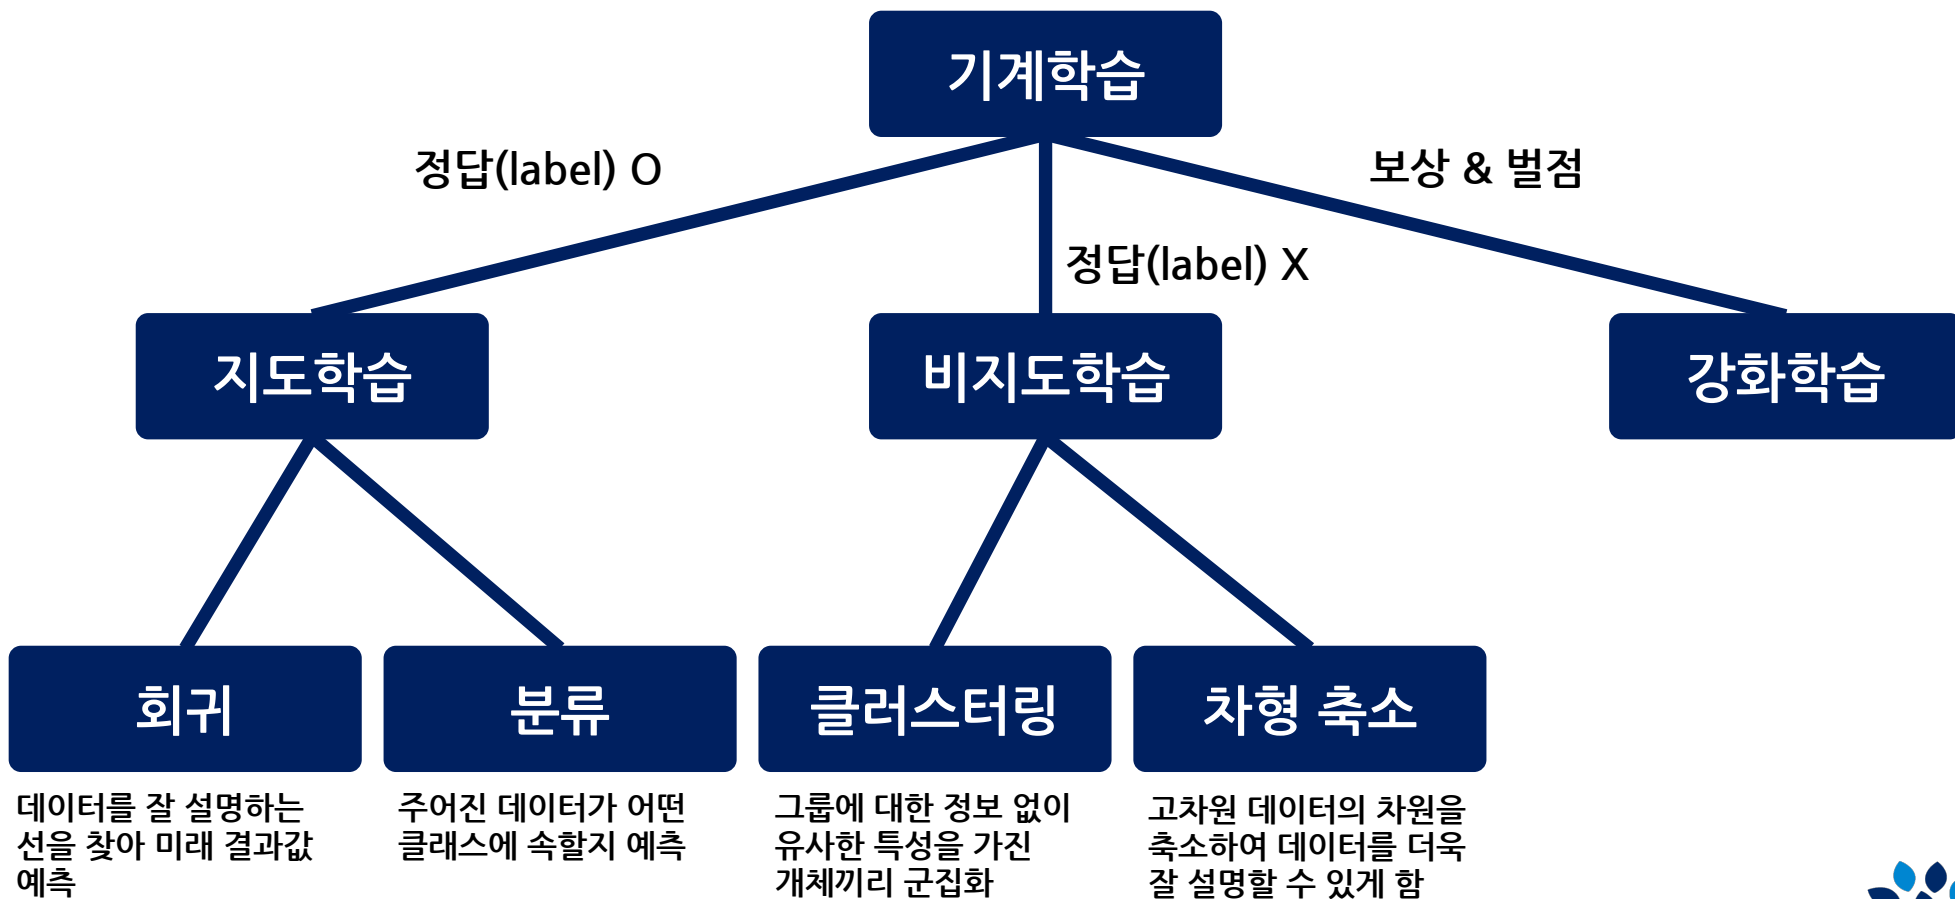 기계학습
정답(label) O
보상 & 벌점
정답(label) X
지도학습
비지도학습
강화학습
회귀
분류
클러스터링
차형 축소
데이터를 잘 설명하는
선을 찾아 미래 결과값
예측
주어진 데이터가 어떤
클래스에 속할지 예측
그룹에 대한 정보 없이
유사한 특성을 가진
개체끼리 군집화
고차원 데이터의 차원을
축소하여 데이터를 더욱
잘 설명할 수 있게 함